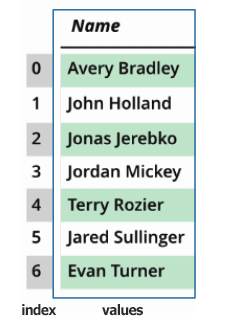 Name
0 Avery Bradley
1 John Holland
2 Jonas Jerebko
3 Jordan Mickey
4 Terry Rozier
5 Jared Sullinger
6 Evan Turner
index values